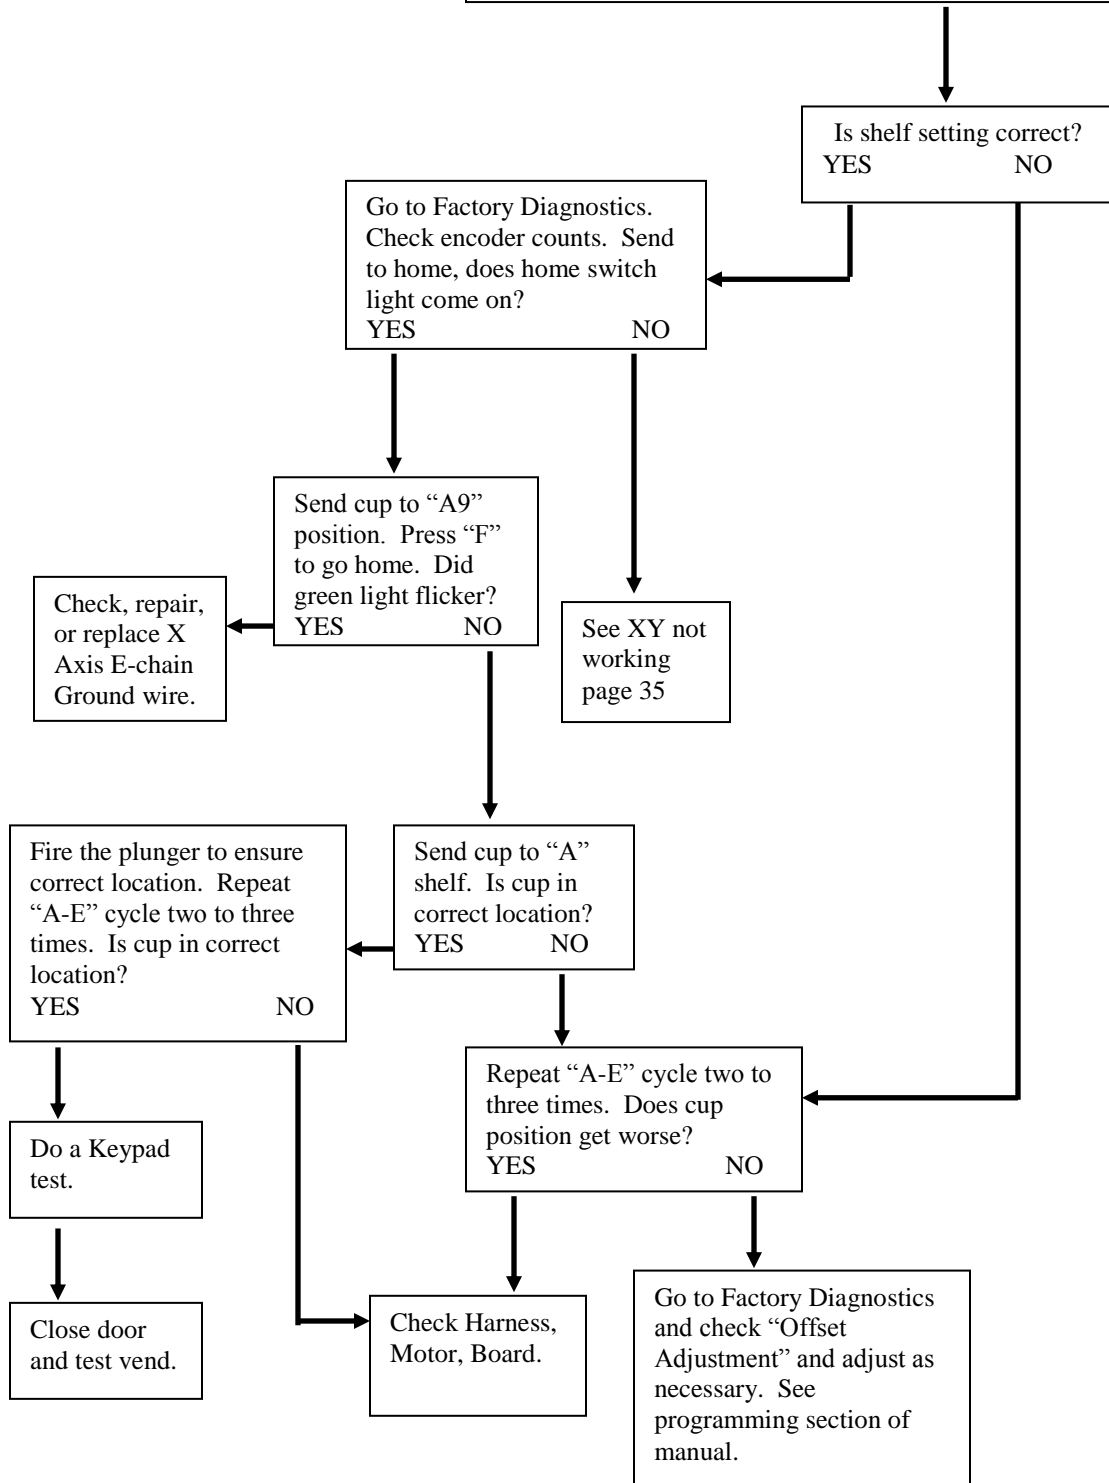 Is shelf setting correct?
YES NO
Go to Factory Diagnostics.
Check encoder counts.  Send
to home, does home switch
light come on?
YES NO
Send cup to “A9”
position.  Press “F”
to go home.  Did
green light flicker?
YES NO
Check, repair,
or replace X
Axis E-chain
Ground wire.
See XY not
working
page 35
Fire the plunger to ensure
correct location.  Repeat
“A-E” cycle two to three
times.  Is cup in correct
location?
YES NO
Send cup to “A”
shelf.  Is cup in
correct location?
YES NO
Repeat “A-E” cycle two to
three times.  Does cup
position get worse?
YES NO
Do a Keypad
test.
Close door
and test vend.
Check Harness,
Motor, Board.
Go to Factory Diagnostics
and check “Offset
Adjustment” and adjust as
necessary.  See
programming section of
manual.